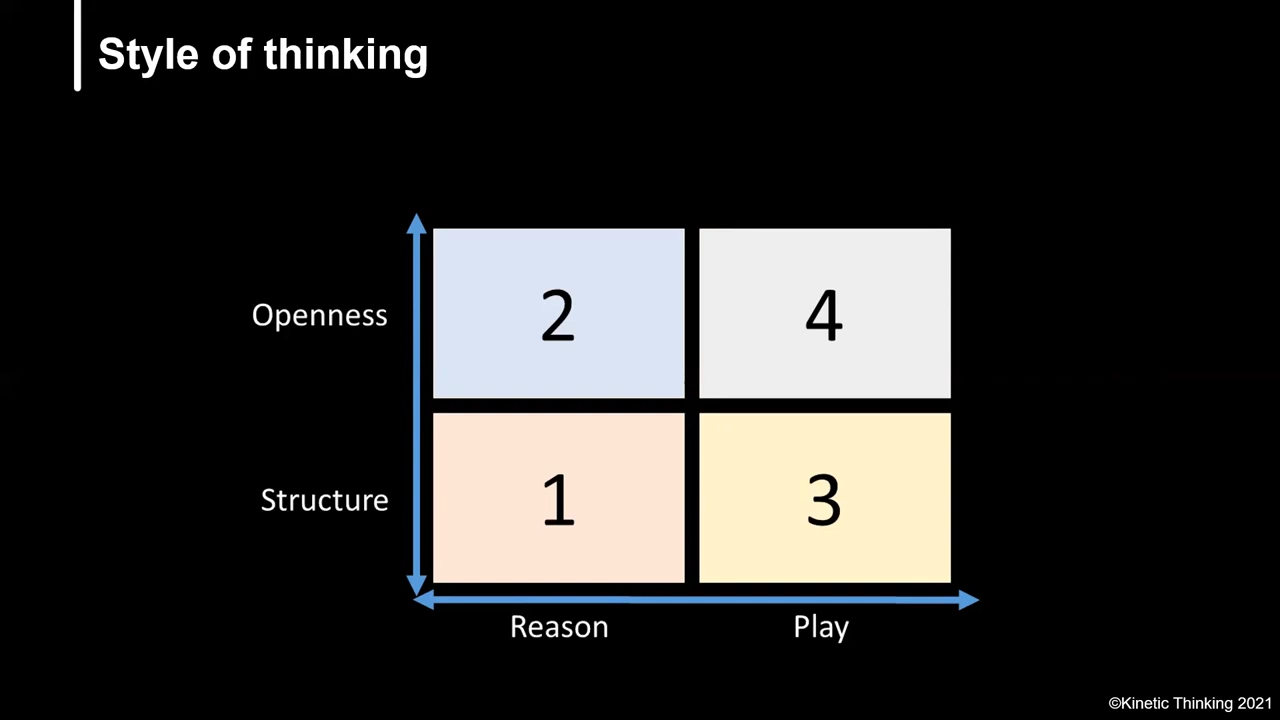 Style of thinking
Openness
2
4
Structure
1
3
Reason
Play
©Kinetic Thinking 2021